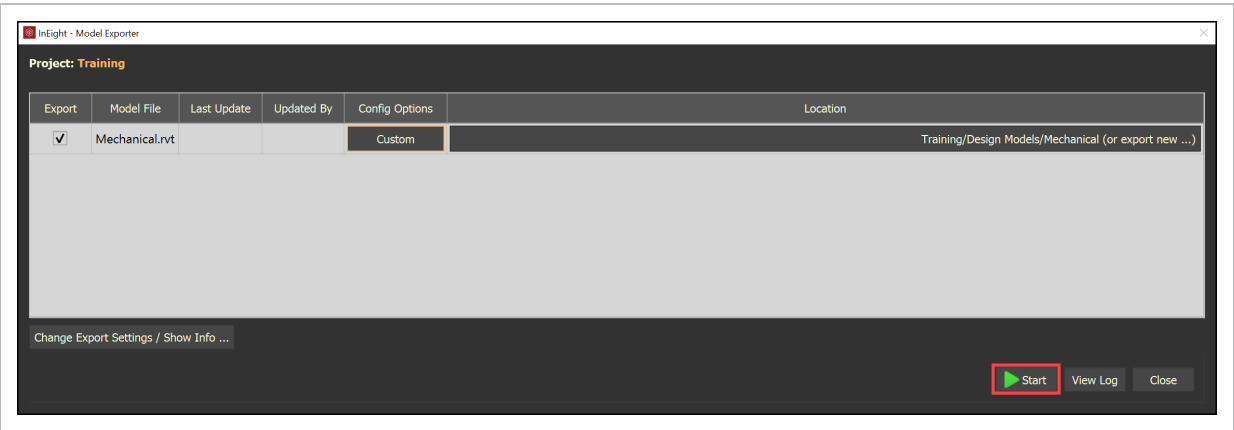 InEight - Model Exporter
Project: Training
Export Model File Last Update Updated By Config Options Location
Mechanical.rvt Custom Training/Design Models/Mechanical (or export new ...)
Change Export Settings / Show Info ...
Start View Log Close